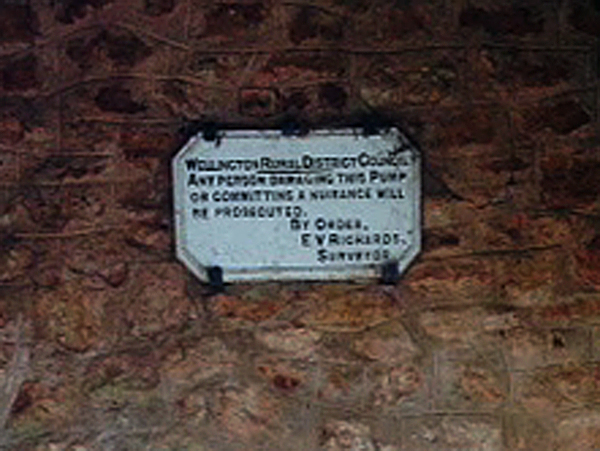 WELLINGTON RURAL DISTRICT COUNCIL
ANY PERSON DAMAGING THIS PUMP
OR COMMITTING A NUISANCE WILL
BE PROSECUTED.
BY ORDER,
E V RICHARDS,
SURVEYOR